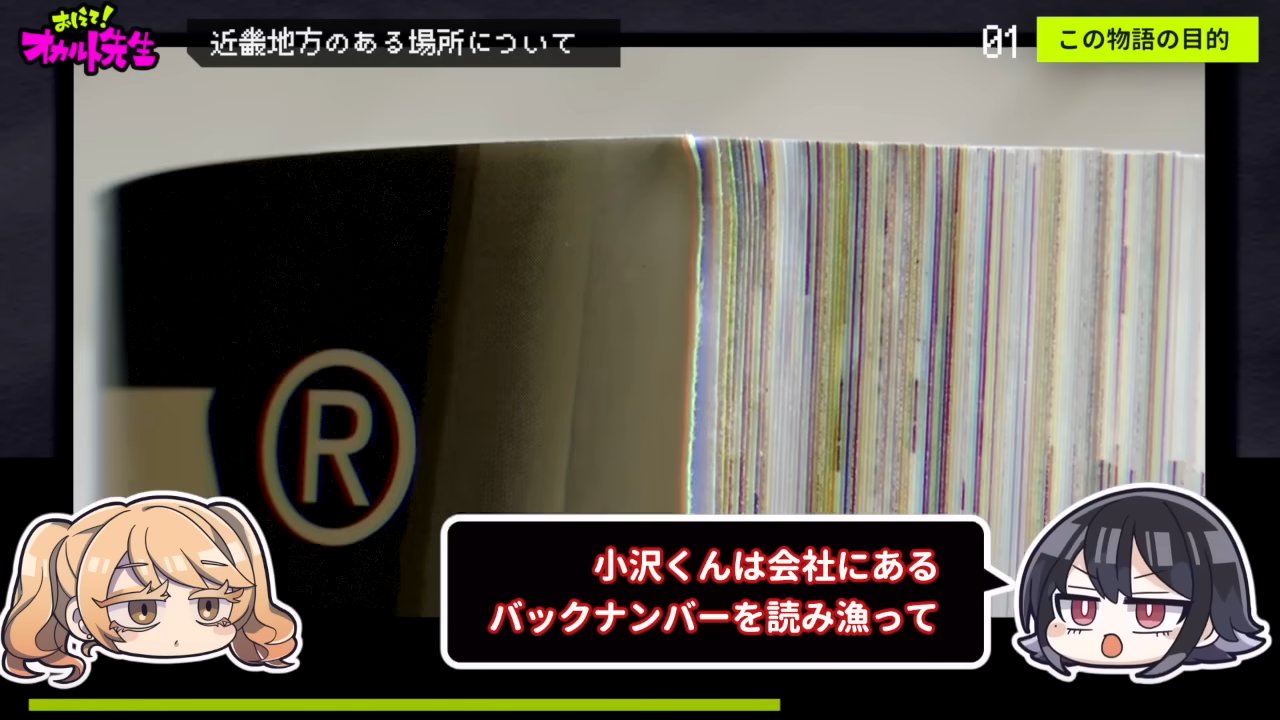 おしえて!
オカルト先生
近畿地方のある場所について
01
この物語の目的
®
小沢くんは会社にある
バックナンバーを読み漁って